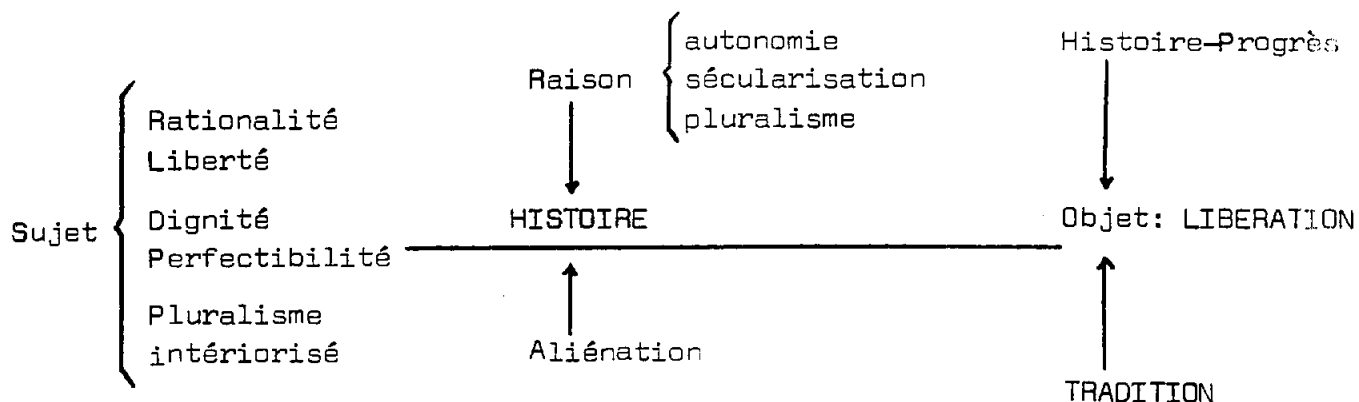 autonomie
Histoire-Progrès
Raison
sécularisation
pluralisme
Rationalité
Liberté
Sujet
Dignité
HISTOIRE
Objet: LIBERATION
Perfectibilité
Pluralisme
intériorisé
Aliénation
TRADITION